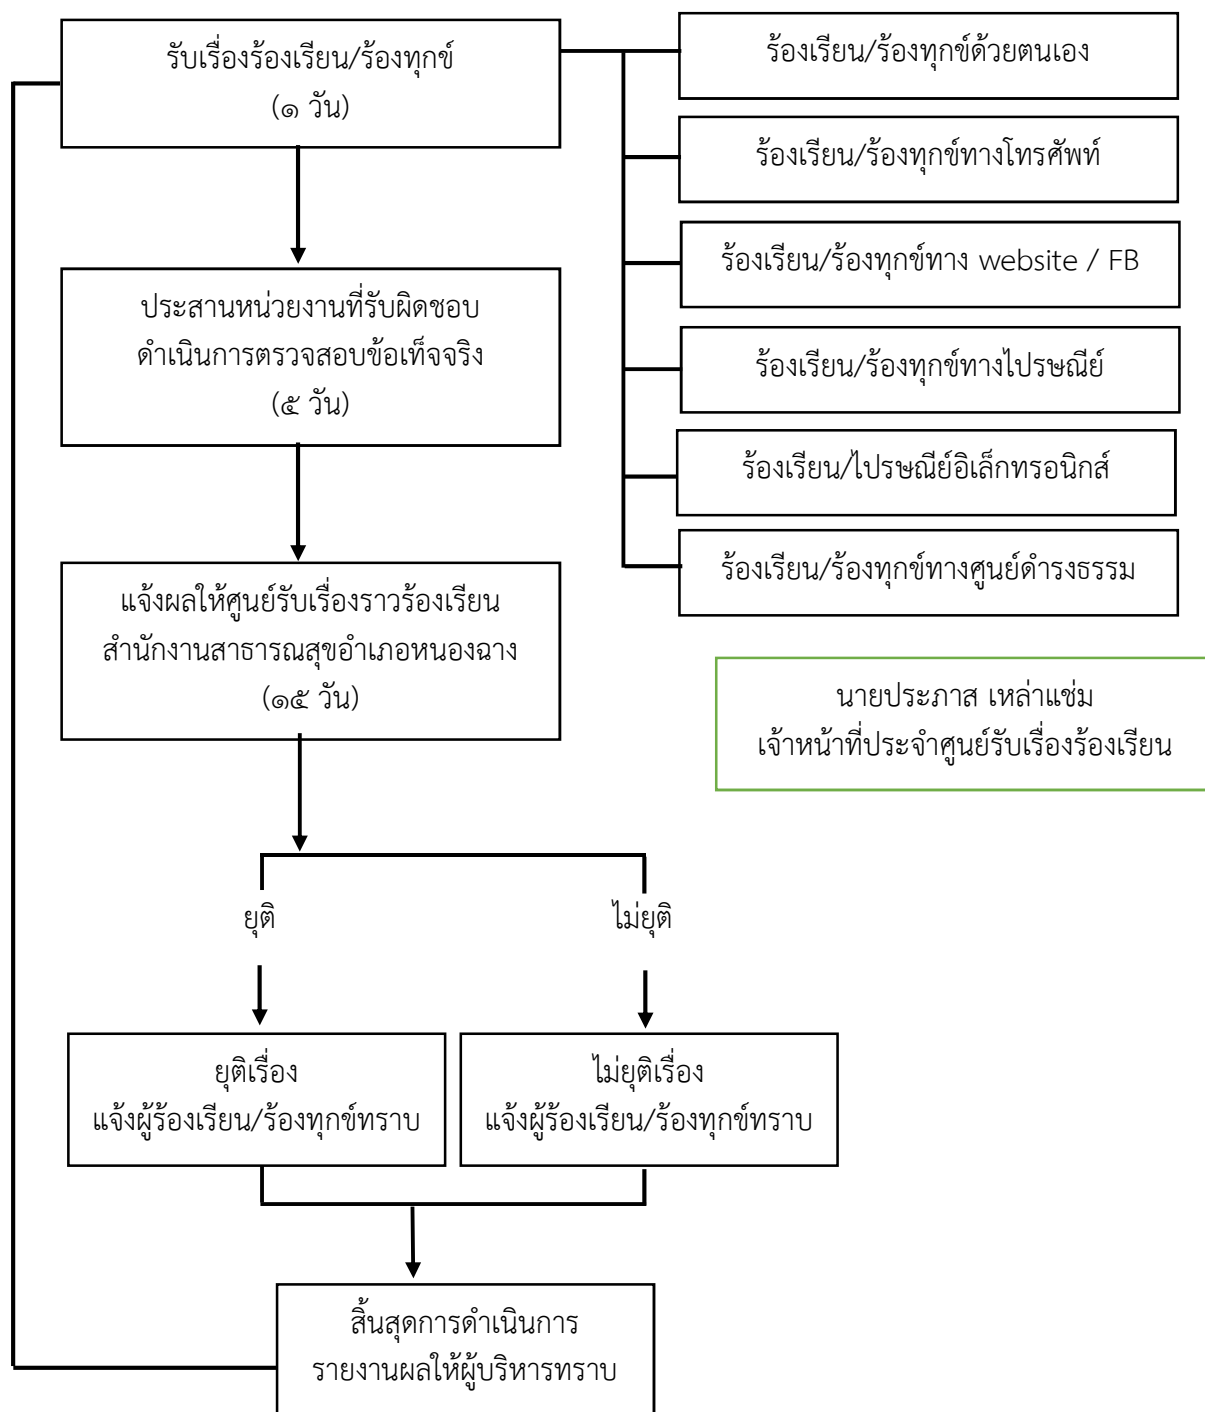 รับเรื่องร้องเรียน/ร้องทุกข์
(๑ วัน)
ร้องเรียน/ร้องทุกข์ด้วยตนเอง
ร้องเรียน/ร้องทุกข์ทางโทรศัพท์
ร้องเรียน/ร้องทุกข์ทาง website / FB
ร้องเรียน/ร้องทุกข์ทางไปรษณีย์
ร้องเรียน/ไปรษณีย์อิเล็กทรอนิกส์
ร้องเรียน/ร้องทุกข์ทางศูนย์ดำรงธรรม
ประสานหน่วยงานที่รับผิดชอบ
ดำเนินการตรวจสอบข้อเท็จจริง
(๕ วัน)
แจ้งผลให้ศูนย์รับเรื่องราวร้องเรียน
สำนักงานสาธารณสุขอำเภอหนองฉาง
(๑๕ วัน)
นายประภาส เหล่าแช่ม
เจ้าหน้าที่ประจำศูนย์รับเรื่องร้องเรียน
ยุติ
ไม่ยุติ
ยุติเรื่อง
แจ้งผู้ร้องเรียน/ร้องทุกข์ทราบ
ไม่ยุติเรื่อง
แจ้งผู้ร้องเรียน/ร้องทุกข์ทราบ
สิ้นสุดการดำเนินการ
รายงานผลให้ผู้บริหารทราบ